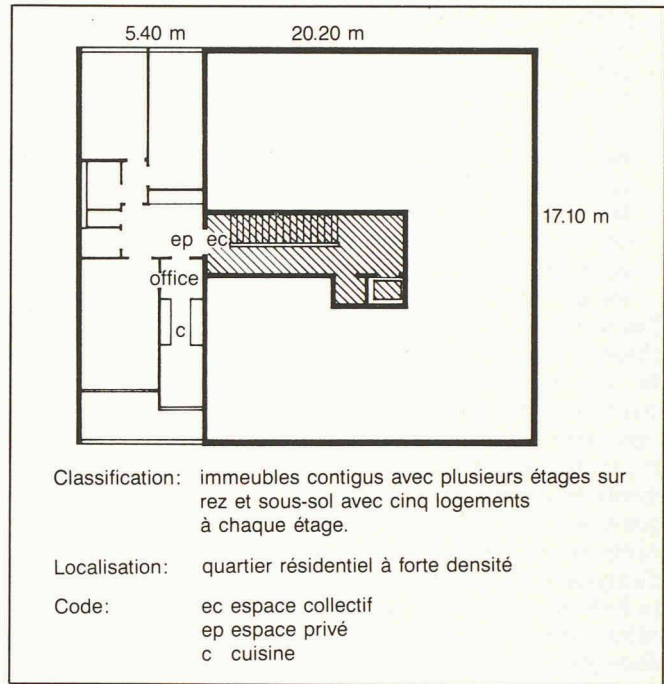 5.40 m 20.20 m
17.10 m
ep ec
office
c
Classification: immeubles contigus avec plusieurs étages sur
rez et sous-sol avec cinq logements
à chaque étage.
Localisation: quartier résidentiel à forte densité
Code: ec espace collectif
ep espace privé
c cuisine